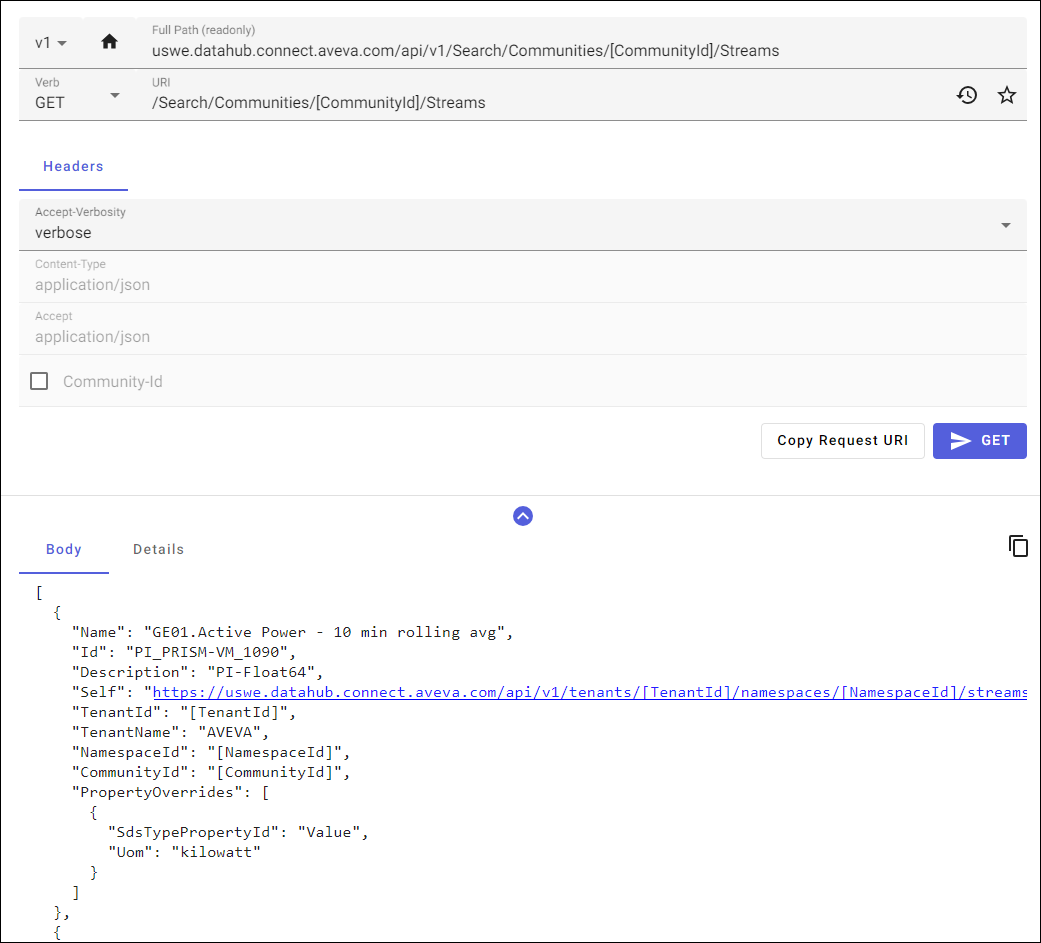 v1
Full Path (readonly)
uswe.datahub.connect.aveva.com/api/v1/Search/Communities/[CommunityId]/Streams
Verb
GET
URI
/Search/Communities/[CommunityId]/Streams
Headers
Accept-Verbosity
verbose
Content-Type
application/json
Accept
application/json
Community-Id
Copy Request URI
GET
Body
Details
[
{
"Name": "GE01.Active Power - 10 min rolling avg",
"Id": "PI_PRISM-VM_1090",
"Description": "PI-Float64",
"Self": "https://uswe.datahub.connect.aveva.com/api/v1/tenants/[TenantId]/namespaces/[NamespaceId]/streams
"TenantId": "[TenantId]",
"TenantName": "AVEVA",
"NamespaceId": "[NamespaceId]",
"CommunityId": "[CommunityId]",
"PropertyOverrides": [
{
"SdsTypePropertyId": "Value",
"Uom": "kilowatt"
}
]
},
{